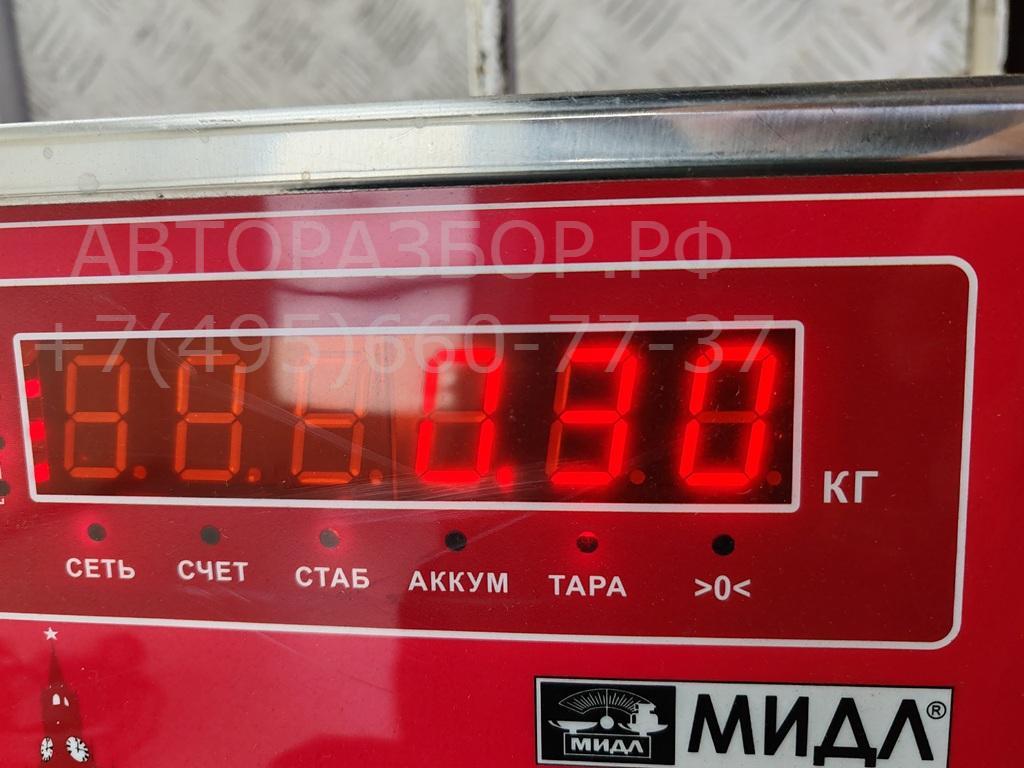 АВТОРАЗБОР.РФ
+7(495)660-77-37
0.30
КГ
СЕТЬ СЧЕТ СТАБ АККУМ ТАРА >0<
МИДЛ МИДЛ®